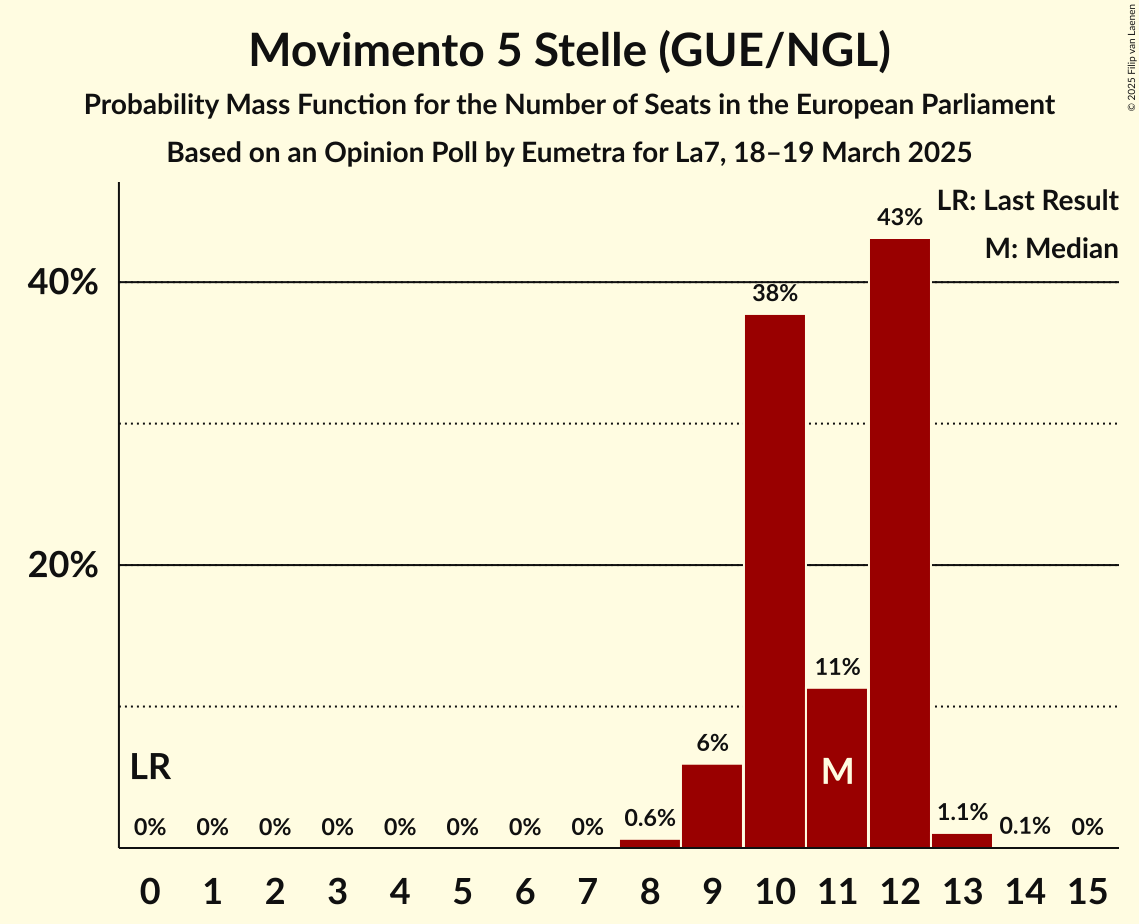 Movimento 5 Stelle (GUE/NGL)
Probability Mass Function for the Number of Seats in the European Parliament
Based on an Opinion Poll by Eumetra for La7, 18–19 March 2025
© 2025 Filip van Laenen
LR: Last Result
M: Median
40%
20%
LR
M
0% 0% 0% 0% 0% 0% 0% 0% 0.6% 6% 38% 11% 43% 1.1% 0.1% 0%
0 1 2 3 4 5 6 7 8 9 10 11 12 13 14 15